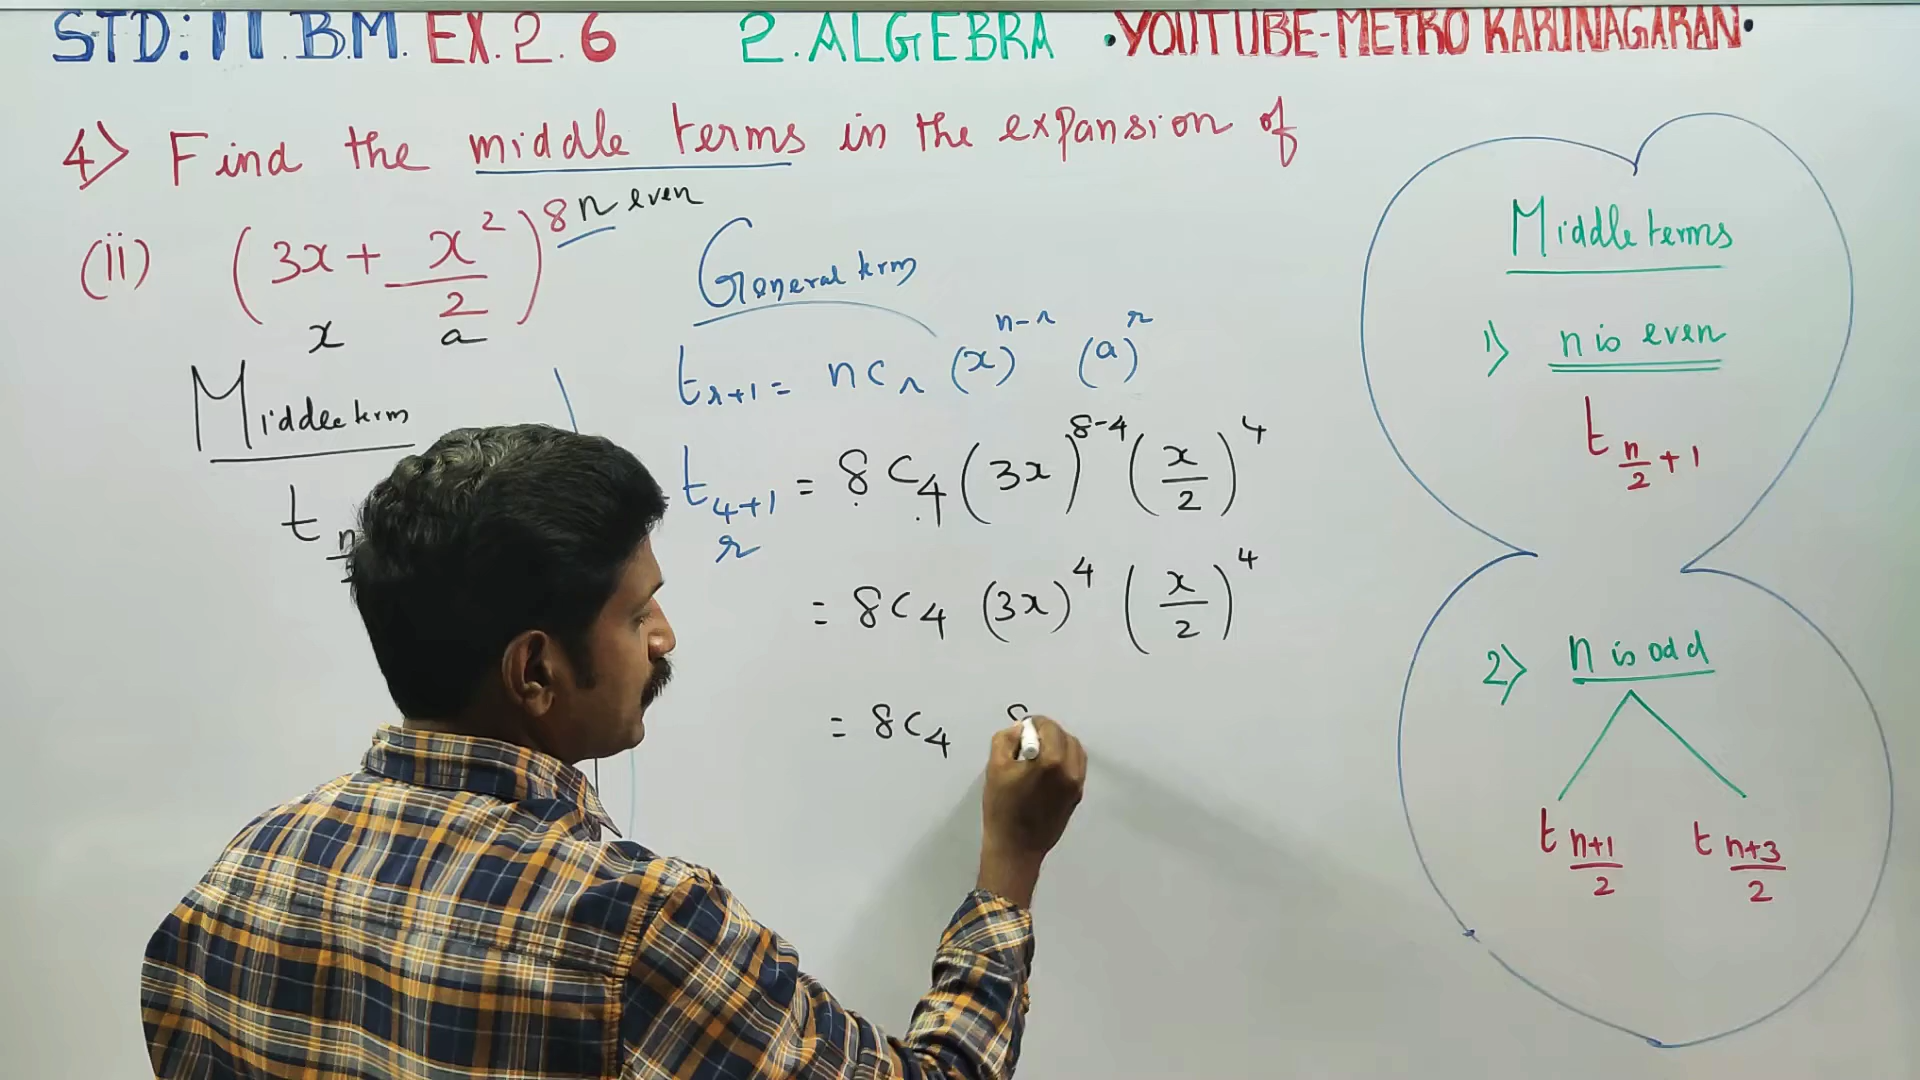 STD: 11.B.M. EX.2.6 2.ALGEBRA •YOUTUBE-METRO KARUNAGARAN•
4) Find the middle terms in the expansion of
(ii) (3x + x²/2)⁸ n even
x a
Middle term
t n
General term
t_{r+1} = nC_r (x)^{n-r} (a)^r
t_{4+1} = 8C_4 (3x)^{8-4} (x/2)^4
r
= 8C_4 (3x)^4 (x/2)^4
= 8C_4
Middle terms
1) n is even
t_{n/2 + 1}
2) n is odd
t_{n+1/2} t_{n+3/2}